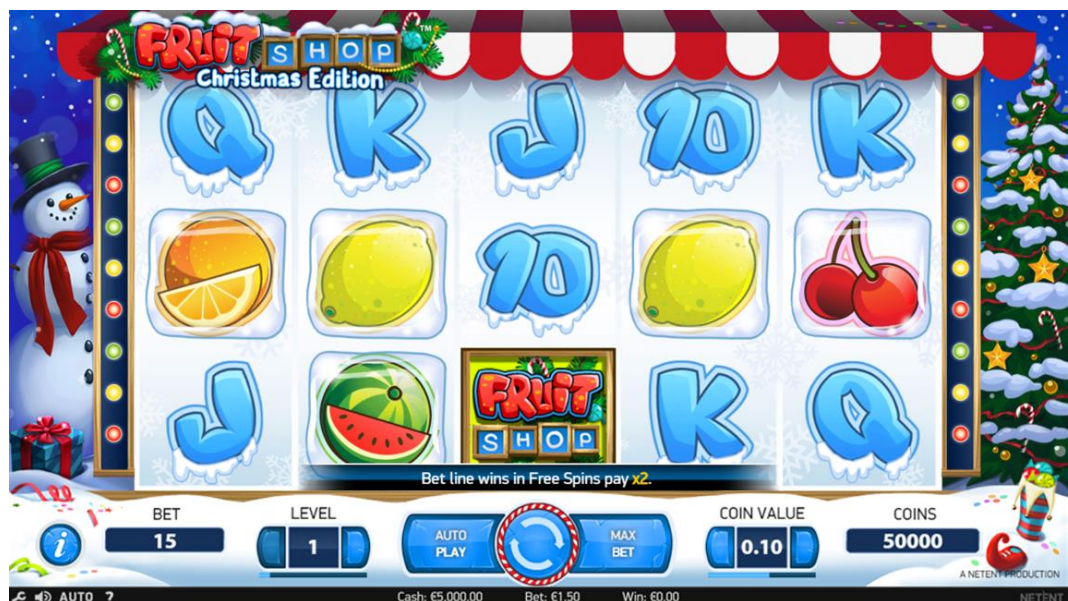 FRUIT SHOP™
Christmas Edition
Q K J 10 K
10
J FRUIT K Q
SHOP
Bet line wins in Free Spins pay x2.
BET LEVEL COIN VALUE COINS
15 1 AUTO PLAY MAX BET 0.10 50000
i
A NETENT PRODUCTION
AUTO ? Cash: €5,000.00 Bet: €1.50 Win: €0.00 NETENT